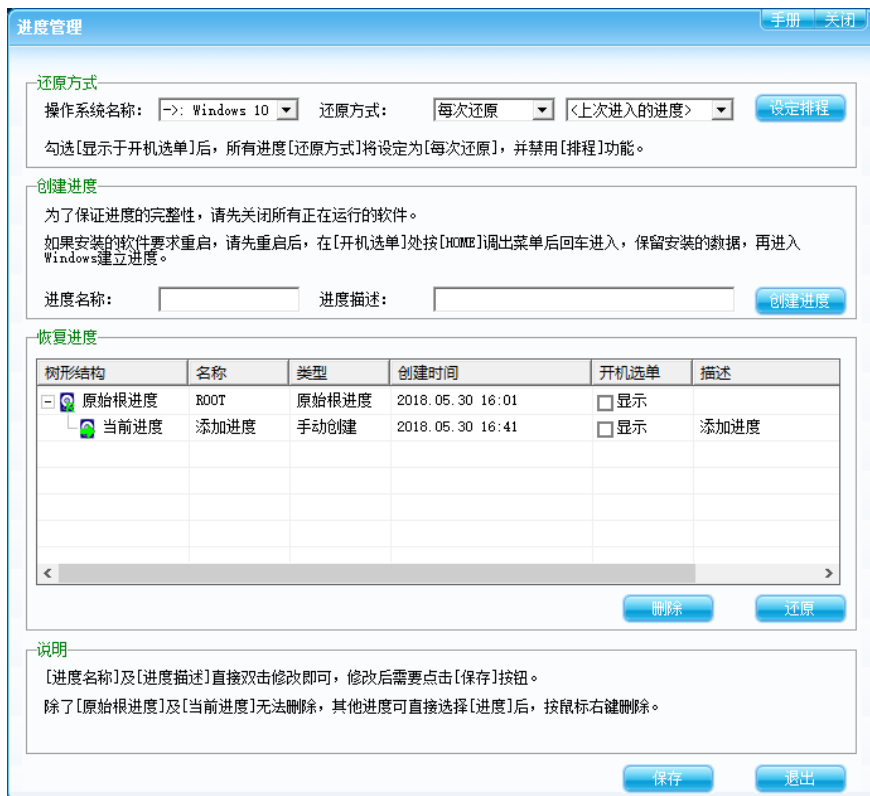 手册 关闭
进度管理
还原方式
操作系统名称: ->: Windows 10 还原方式: 每次还原 <上次进入的进度> 设定排程
勾选[显示于开机选单]后，所有进度[还原方式]将设定为[每次还原]，并禁用[排程]功能。
创建进度
为了保证进度的完整性，请先关闭所有正在运行的软件。
如果安装的软件要求重启，请先重启后，在[开机选单]处按[HOME]调出菜单后回车进入，保留安装的数据，再进入
Windows建立进度。
进度名称: 进度描述: 创建进度
恢复进度
树形结构 名称 类型 创建时间 开机选单 描述
原始根进度 ROOT 原始根进度 2018.05.30 16:01 显示
当前进度 添加进度 手动创建 2018.05.30 16:41 显示 添加进度
删除 还原
说明
[进度名称]及[进度描述]直接双击修改即可，修改后需要点击[保存]按钮。
除了[原始根进度]及[当前进度]无法删除，其他进度可直接选择[进度]后，按鼠标右键删除。
保存 退出